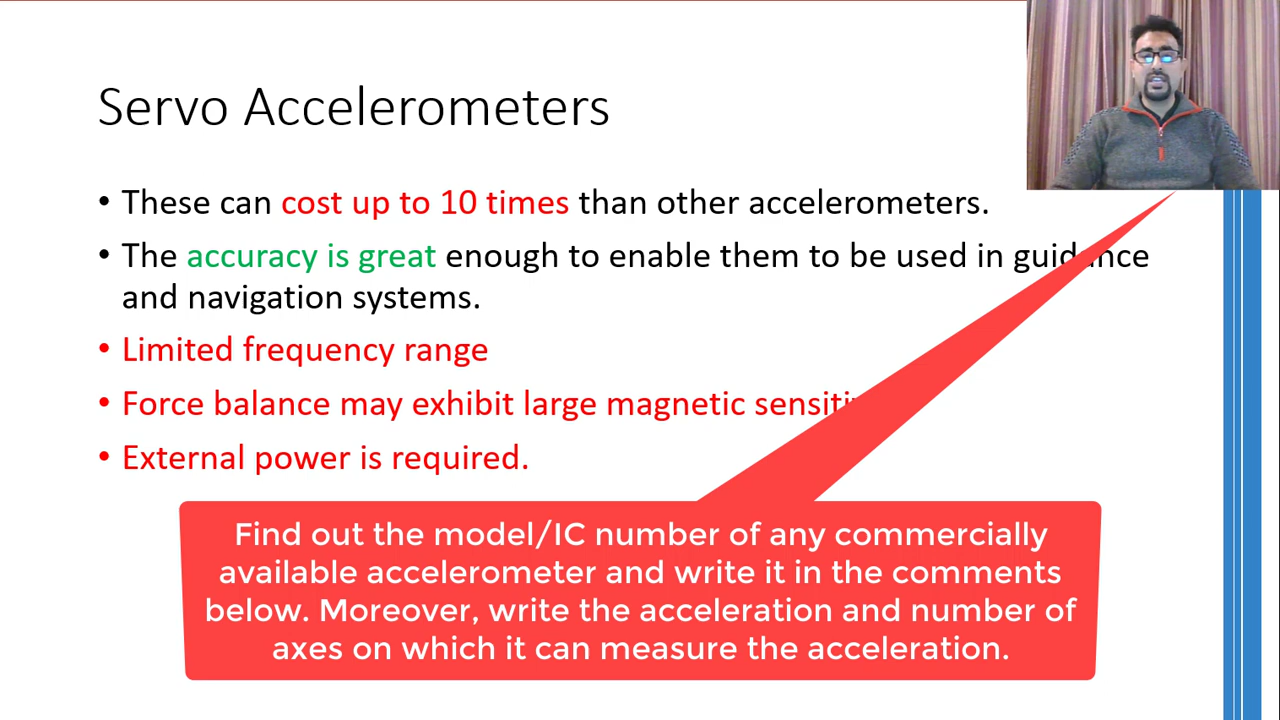 Servo Accelerometers
• These can cost up to 10 times than other accelerometers.
• The accuracy is great enough to enable them to be used in guidance
and navigation systems.
• Limited frequency range
• Force balance may exhibit large magnetic
• External power is required.
Find out the model/IC number of any commercially
available accelerometer and write it in the comments
below. Moreover, write the acceleration and number of
axes on which it can measure the acceleration.